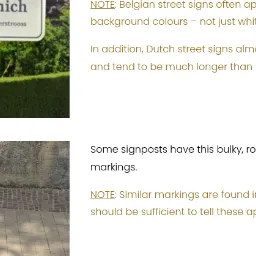 nich
erstrooms
NOTE: Belgian street signs often ap
background colours – not just whit
In addition, Dutch street signs alm
and tend to be much longer than
Some signposts have this bulky, ro
markings.
NOTE: Similar markings are found i
should be sufficient to tell these ap